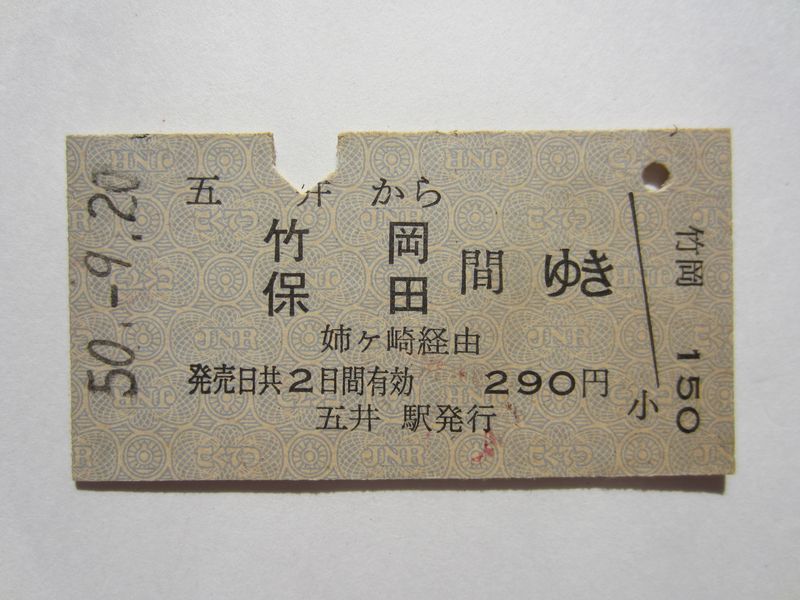 50.-9.20
五井から
竹岡
保田
間ゆき
姉ヶ崎経由
発売日共2日間有効 290円
五井 駅発行
小
竹岡
150